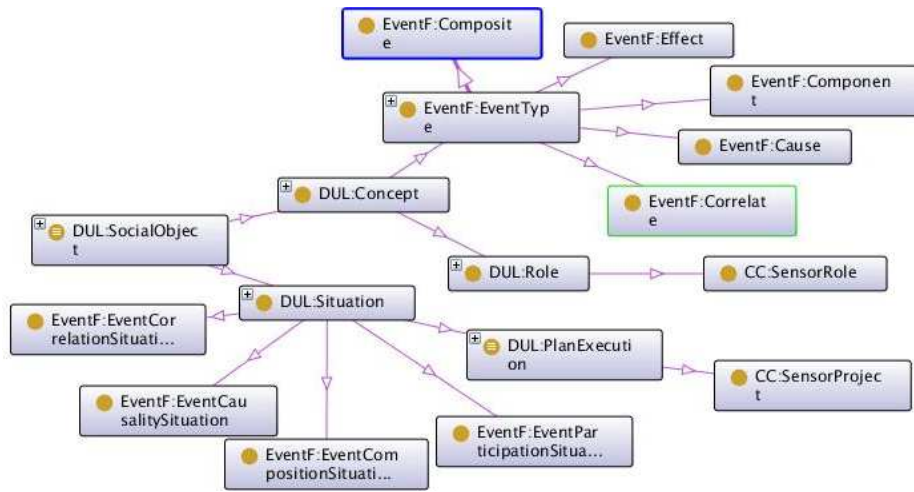 EventF:Composit
e
EventF:Effect
EventF:Componen
t
EventF:EventTyp
e
EventF:Cause
DUL:Concept
EventF:Correlat
e
DUL:SocialObjec
t
DUL:Role
CC:SensorRole
DUL:Situation
EventF:EventCor
relationSituati...
DUL:PlanExecuti
on
CC:SensorProjec
t
EventF:EventCau
salitySituation
EventF:EventPar
ticipationSitua...
EventF:EventCom
positionSituati...